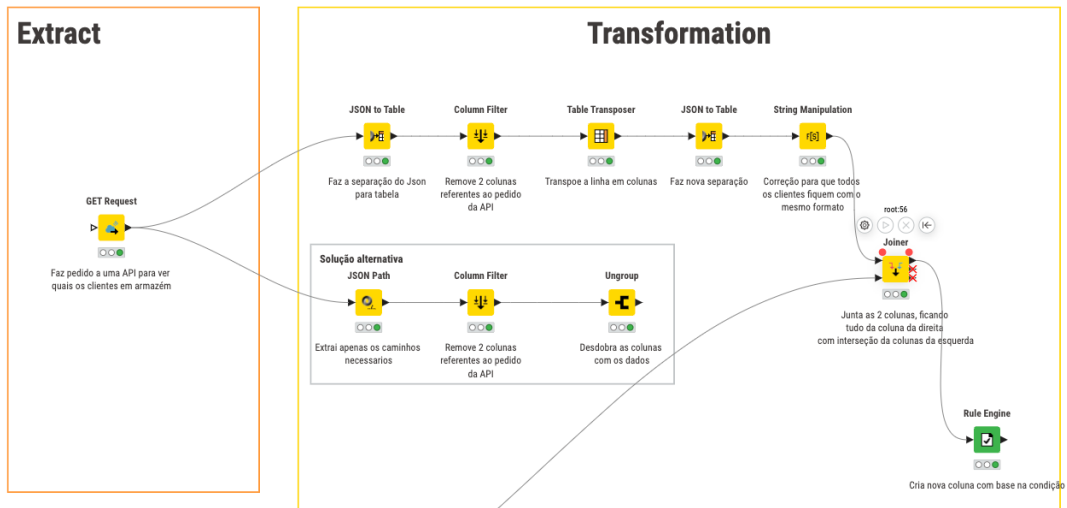 Extract
Transformation
JSON to Table
Column Filter
Table Transposer
JSON to Table
String Manipulation
F[S]
Faz a separação do Json
para tabela
Remove 2 colunas
referentes ao pedido
da API
Transpoe a linha em colunas
Faz nova separação
Correção para que todos
os clientes fiquem com o
mesmo formato
GET Request
Faz pedido a uma API para ver
quais os clientes em armazém
root:56
Joiner
Junta as 2 colunas, ficando
tudo da coluna da direita
com interseção da colunas da esquerda
Solução alternativa
JSON Path
Column Filter
Ungroup
Extrai apenas os caminhos
necessarios
Remove 2 colunas
referentes ao pedido
da API
Desdobra as colunas
com os dados
Rule Engine
Cria nova coluna com base na condição